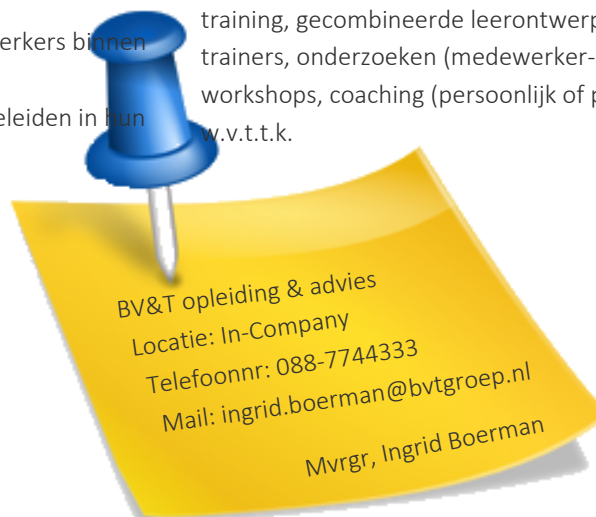 erkers binnen
eleiden in hun
training, gecombineerde leerontwerp
trainers, onderzoeken (medewerker-
workshops, coaching (persoonlijk of p
w.v.t.t.k.
BV&T opleiding & advies
Locatie: In-Company
Telefoonnr: 088-7744333
Mail: ingrid.boerman@bvtgroep.nl
Mvrgr, Ingrid Boerman